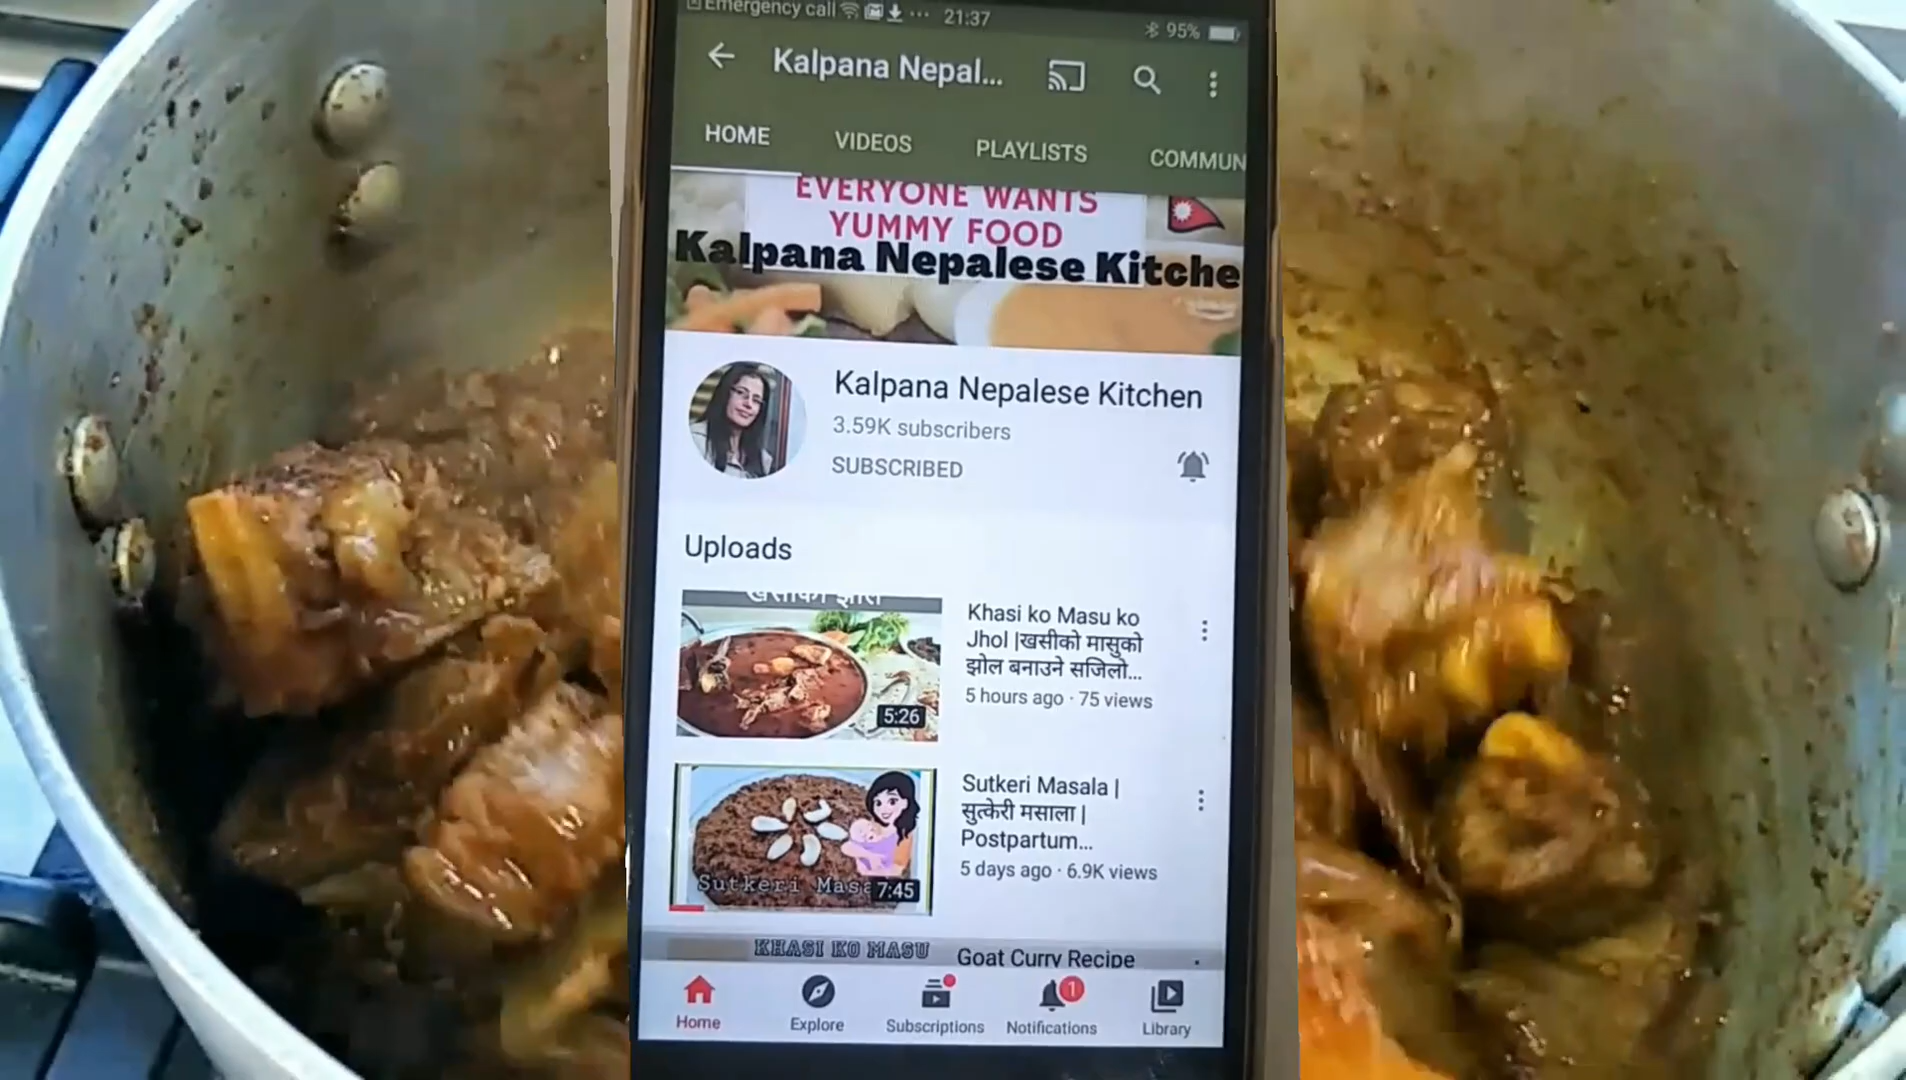 Emergency call ... 21:37 95%
Kalpana Nepal...
HOME VIDEOS PLAYLISTS COMMUN
EVERYONE WANTS
YUMMY FOOD
Kalpana Nepalese Kitche
Kalpana Nepalese Kitchen
3.59K subscribers
SUBSCRIBED
Uploads
खसीको झोल
Khasi ko Masu ko
Jhol |खसीको मासुको
झोल बनाउने सजिलो...
5 hours ago · 75 views
5:26
Sutkeri Masala |
सुत्केरी मसाला |
Postpartum...
5 days ago · 6.9K views
Sutkeri Masa
7:45
KHASI KO MASU
Goat Curry Recipe
Home Explore Subscriptions Notifications Library
1